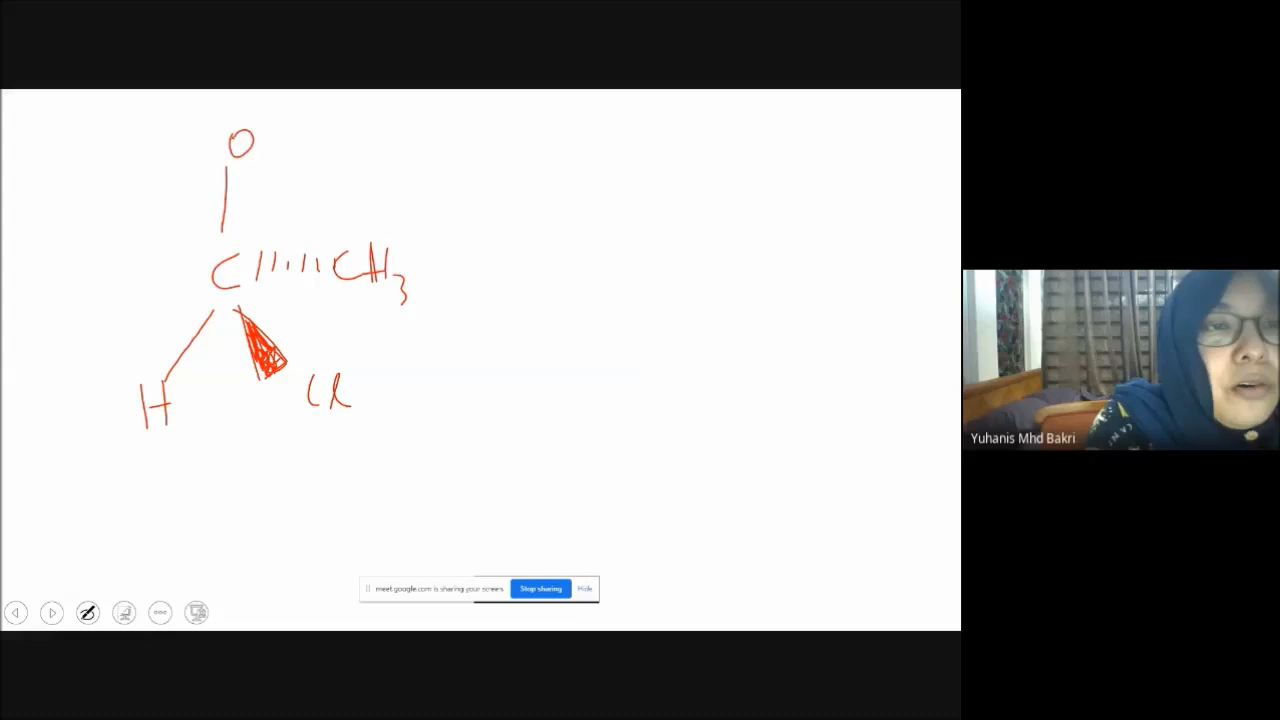 O
C CH3
H Cl
meet.google.com is sharing your screen. Stop sharing Hide
Yuhanis Mhd Bakri